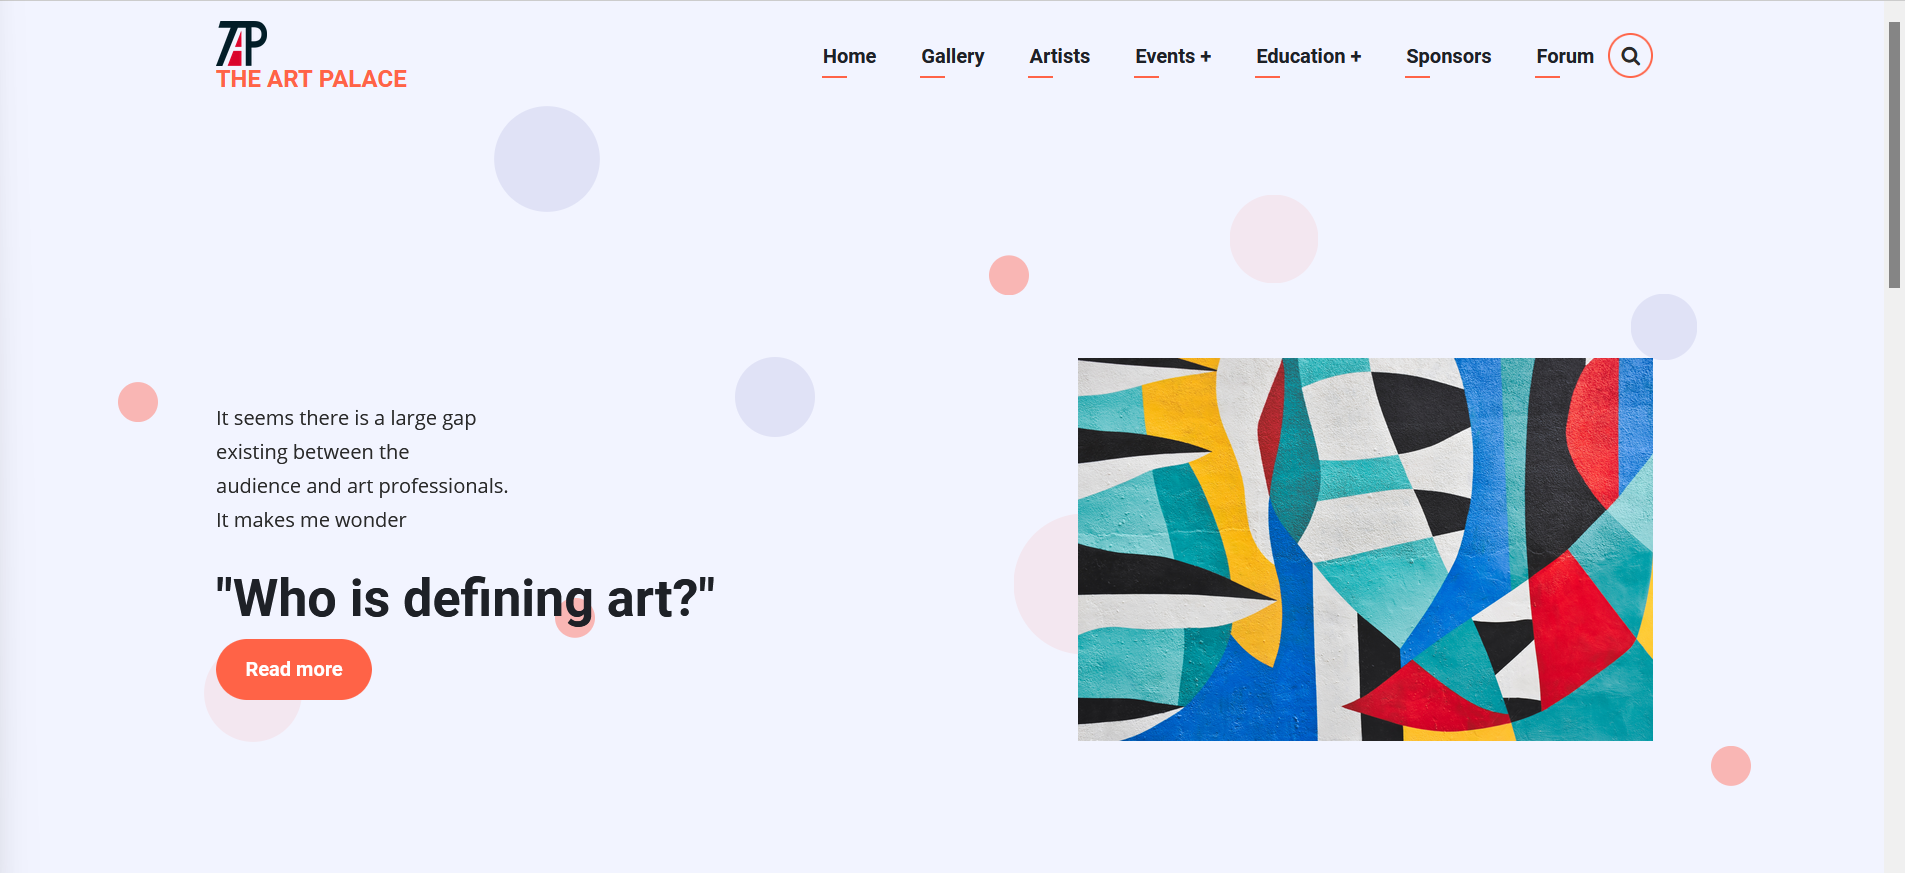 TAP
THE ART PALACE
Home Gallery Artists Events + Education + Sponsors Forum
It seems there is a large gap
existing between the
audience and art professionals.
It makes me wonder
"Who is defining art?"
Read more